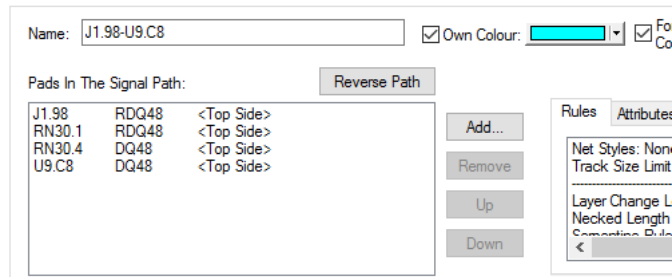 Name: J1.98-U9.C8 Own Colour:
Pads In The Signal Path: Reverse Path
J1.98 RDQ48 <Top Side>
RN30.1 RDQ48 <Top Side>
RN30.4 DQ48 <Top Side>
U9.C8 DQ48 <Top Side>
Add...
Remove
Up
Down
Rules Attributes
Net Styles: None
Track Size Limit
Layer Change L
Necked Length